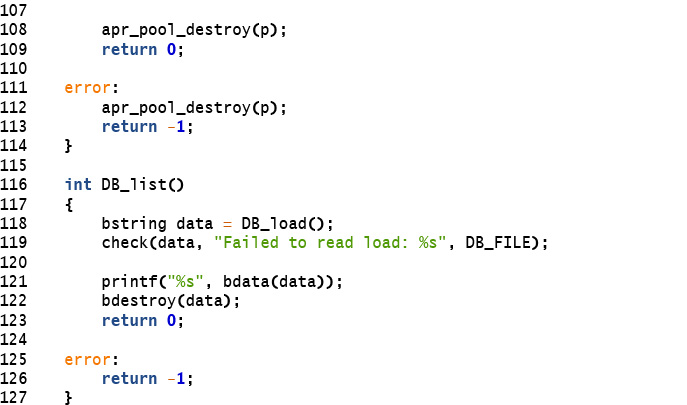 107
108        apr_pool_destroy(p);
109        return 0;
110
111    error:
112        apr_pool_destroy(p);
113        return -1;
114    }
115
116    int DB_list()
117    {
118        bstring data = DB_load();
119        check(data, "Failed to read load: %s", DB_FILE);
120
121        printf("%s", bdata(data));
122        bdestroy(data);
123        return 0;
124
125    error:
126        return -1;
127    }